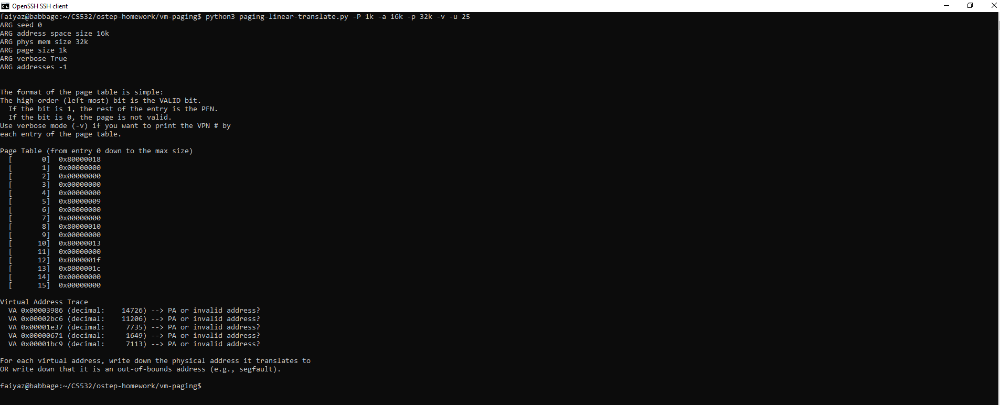 OpenSSH SSH client
faiyaz@babbage:~/CS532/ostep-homework/vm-paging$ python3 paging-linear-translate.py -P 1k -a 16k -p 32k -v -u 25
ARG seed 0
ARG address space size 16k
ARG phys mem size 32k
ARG page size 1k
ARG verbose True
ARG addresses -1
The format of the page table is simple:
The high-order (left-most) bit is the VALID bit.
  If the bit is 1, the rest of the entry is the PFN.
  If the bit is 0, the page is not valid.
Use verbose mode (-v) if you want to print the VPN # by
each entry of the page table.
Page Table (from entry 0 down to the max size)
  [       0]  0x80000018
  [       1]  0x00000000
  [       2]  0x00000000
  [       3]  0x00000000
  [       4]  0x00000000
  [       5]  0x80000009
  [       6]  0x00000000
  [       7]  0x00000000
  [       8]  0x80000010
  [       9]  0x00000000
  [      10]  0x80000013
  [      11]  0x00000000
  [      12]  0x8000001f
  [      13]  0x8000001c
  [      14]  0x00000000
  [      15]  0x00000000
Virtual Address Trace
  VA 0x00003986 (decimal:    14726) --> PA or invalid address?
  VA 0x00002bc6 (decimal:    11206) --> PA or invalid address?
  VA 0x00001e37 (decimal:     7735) --> PA or invalid address?
  VA 0x00000671 (decimal:     1649) --> PA or invalid address?
  VA 0x00001bc9 (decimal:     7113) --> PA or invalid address?
For each virtual address, write down the physical address it translates to
OR write down that it is an out-of-bounds address (e.g., segfault).
faiyaz@babbage:~/CS532/ostep-homework/vm-paging$